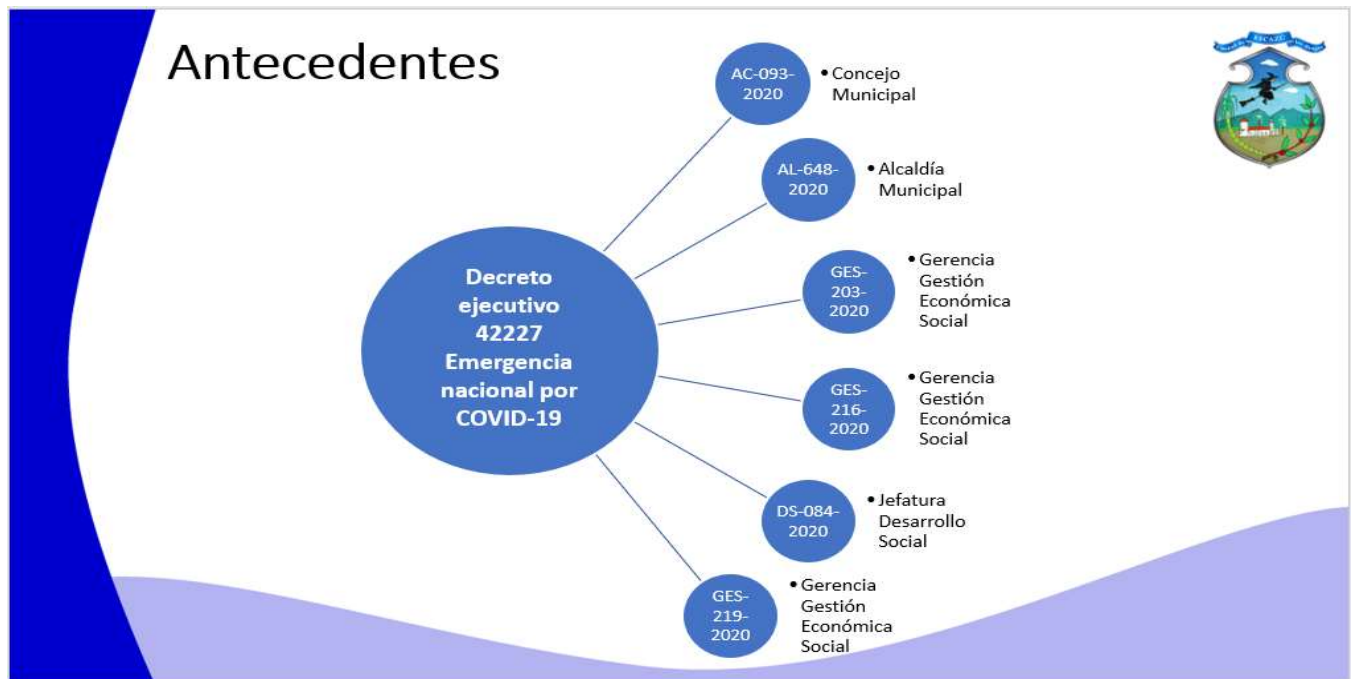 Antecedentes
ESCAZÚ
AC-093-
2020
• Concejo
Municipal
AL-648-
2020
• Alcaldía
Municipal
GES-
203-
2020
• Gerencia
Gestión
Económica
Social
Decreto
ejecutivo
42227
Emergencia
nacional por
COVID-19
GES-
216-
2020
• Gerencia
Gestión
Económica
Social
DS-084-
2020
• Jefatura
Desarrollo
Social
GES-
219-
2020
• Gerencia
Gestión
Económica
Social